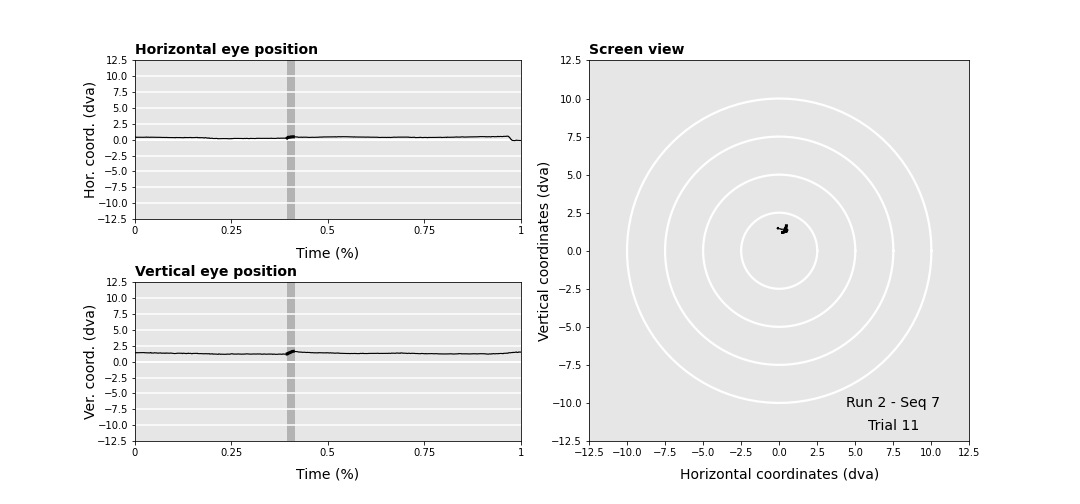 Horizontal eye position
12.5
10.0
7.5
5.0
2.5
0.0
−2.5
−5.0
−7.5
−10.0
−12.5
Hor. coord. (dva)
0 0.25 0.5 0.75 1
Time (%)
Vertical eye position
12.5
10.0
7.5
5.0
2.5
0.0
−2.5
−5.0
−7.5
−10.0
−12.5
Ver. coord. (dva)
0 0.25 0.5 0.75 1
Time (%)
Screen view
12.5
10.0
7.5
5.0
2.5
0.0
−2.5
−5.0
−7.5
−10.0
−12.5
Vertical coordinates (dva)
Run 2 - Seq 7
Trial 11
−12.5 −10.0 −7.5 −5.0 −2.5 0.0 2.5 5.0 7.5 10.0 12.5
Horizontal coordinates (dva)